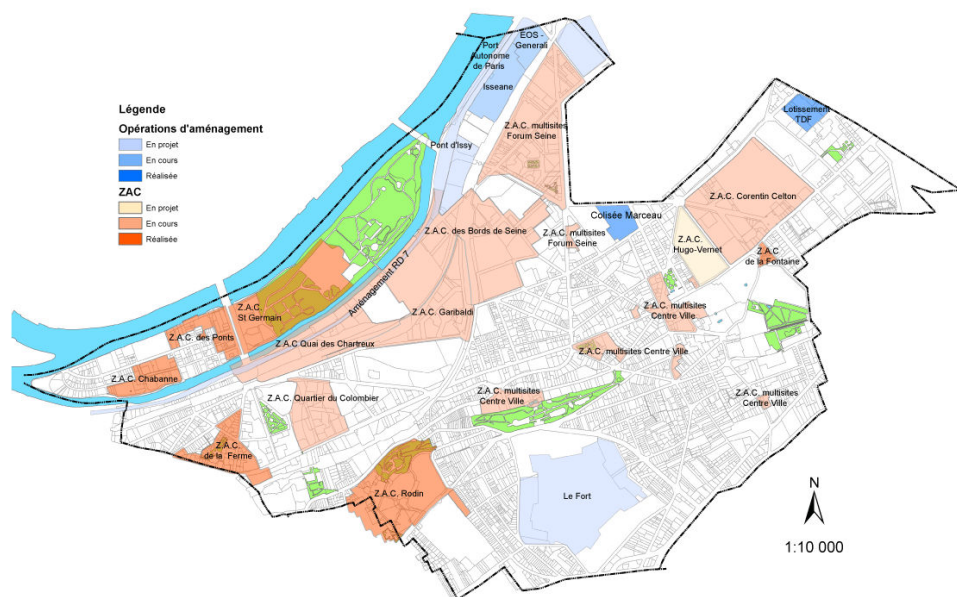 EOS -
Generali
Port
Autonome
de Paris
Isseane
Légende
Opérations d'aménagement
En projet
En cours
Réalisée
ZAC
En projet
En cours
Réalisée
Lotissement
TDF
Z.A.C. multisites
Forum Seine
Pont d'Issy
Z.A.C. Corentin Celton
Colisée Marceau
Z.A.C. des Bords de Seine
Z.A.C. multisites
Forum Seine
Z.A.C.
Hugo-Vernet
Z.A.C.
de la Fontaine
Aménagement RD 7
Z.A.C.
St Germain
Z.A.C. Garibaldi
Z.A.C. multisites
Centre Ville
Z.A.C. des Ponts
Z.A.C Quai des Chartreux
Z.A.C. multisites Centre Ville
Z.A.C. Chabanne
Z.A.C. multisites
Centre Ville
Z.A.C. multisites
Centre Ville
Z.A.C. Quartier du Colombier
Z.A.C.
de la Ferme
Z.A.C. Rodin
Le Fort
N
1:10 000